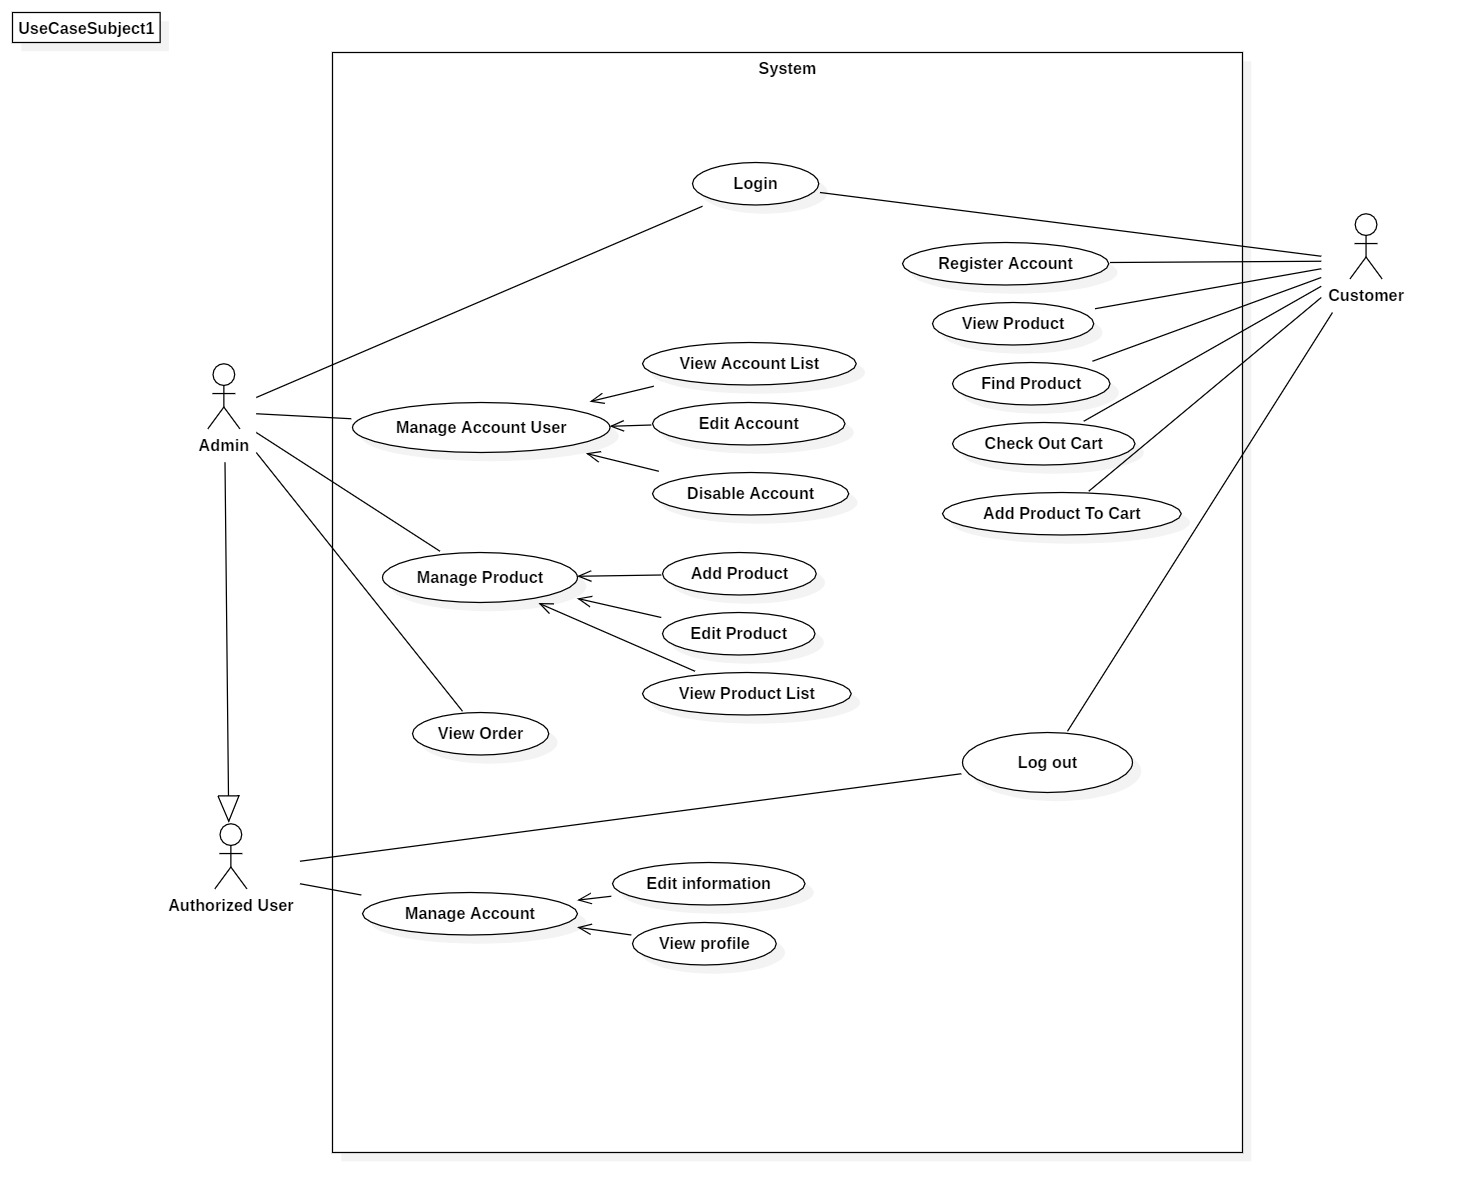 UseCaseSubject1
System
Login
Register Account
Customer
View Product
View Account List
Find Product
Edit Account
Manage Account User
Admin
Check Out Cart
Disable Account
Add Product To Cart
Add Product
Manage Product
Edit Product
View Product List
View Order
Log out
Edit information
Authorized User
Manage Account
View profile